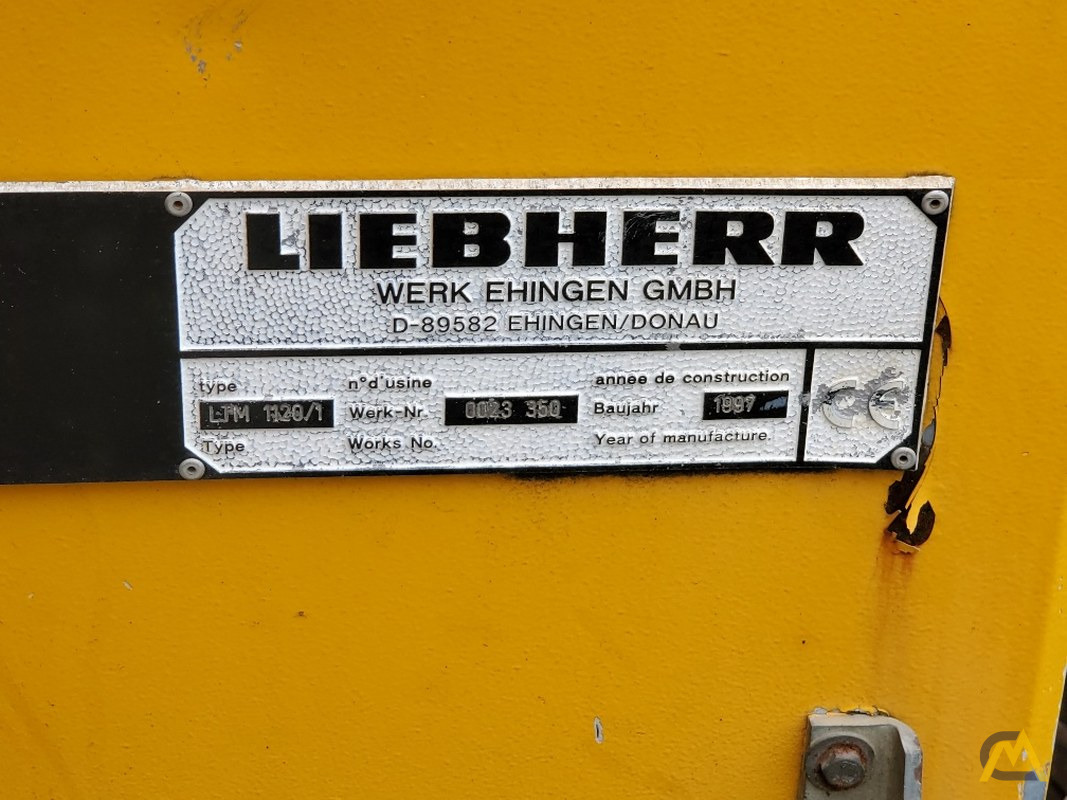 LIEBHERR
WERK EHINGEN GMBH
D-89582 EHINGEN/DONAU
type n°d'usine annee de construction
LTM 1120/1 Werk-Nr. 0023 350 Baujahr 1997 CE
Type Works No. Year of manufacture.